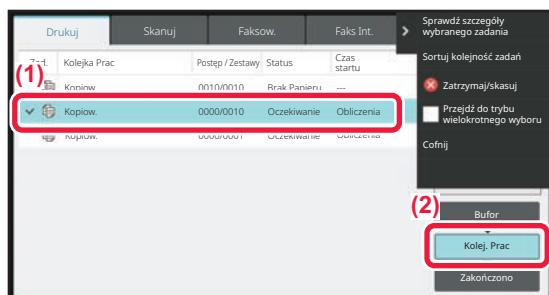 Drukuj
Skanuj
Faksow.
Faks Int.
Sprawdź szczegóły
wybranego zadania
Sortuj kolejność zadań
Zatrzymaj/skasuj
Przejdź do trybu
wielokrotnego wyboru
Cofnij
Zad. Kolejka Prac Postęp / Zestawy Status Czas
startu
(1)
Kopiow. 0010/0010 Brak Papieru ---
Kopiow. 0000/0010 Oczekiwanie Obliczenia
Kopiow. 0000/0001 Oczekiwanie Obliczenia
(2)
Bufor
Kolej. Prac
Zakończono